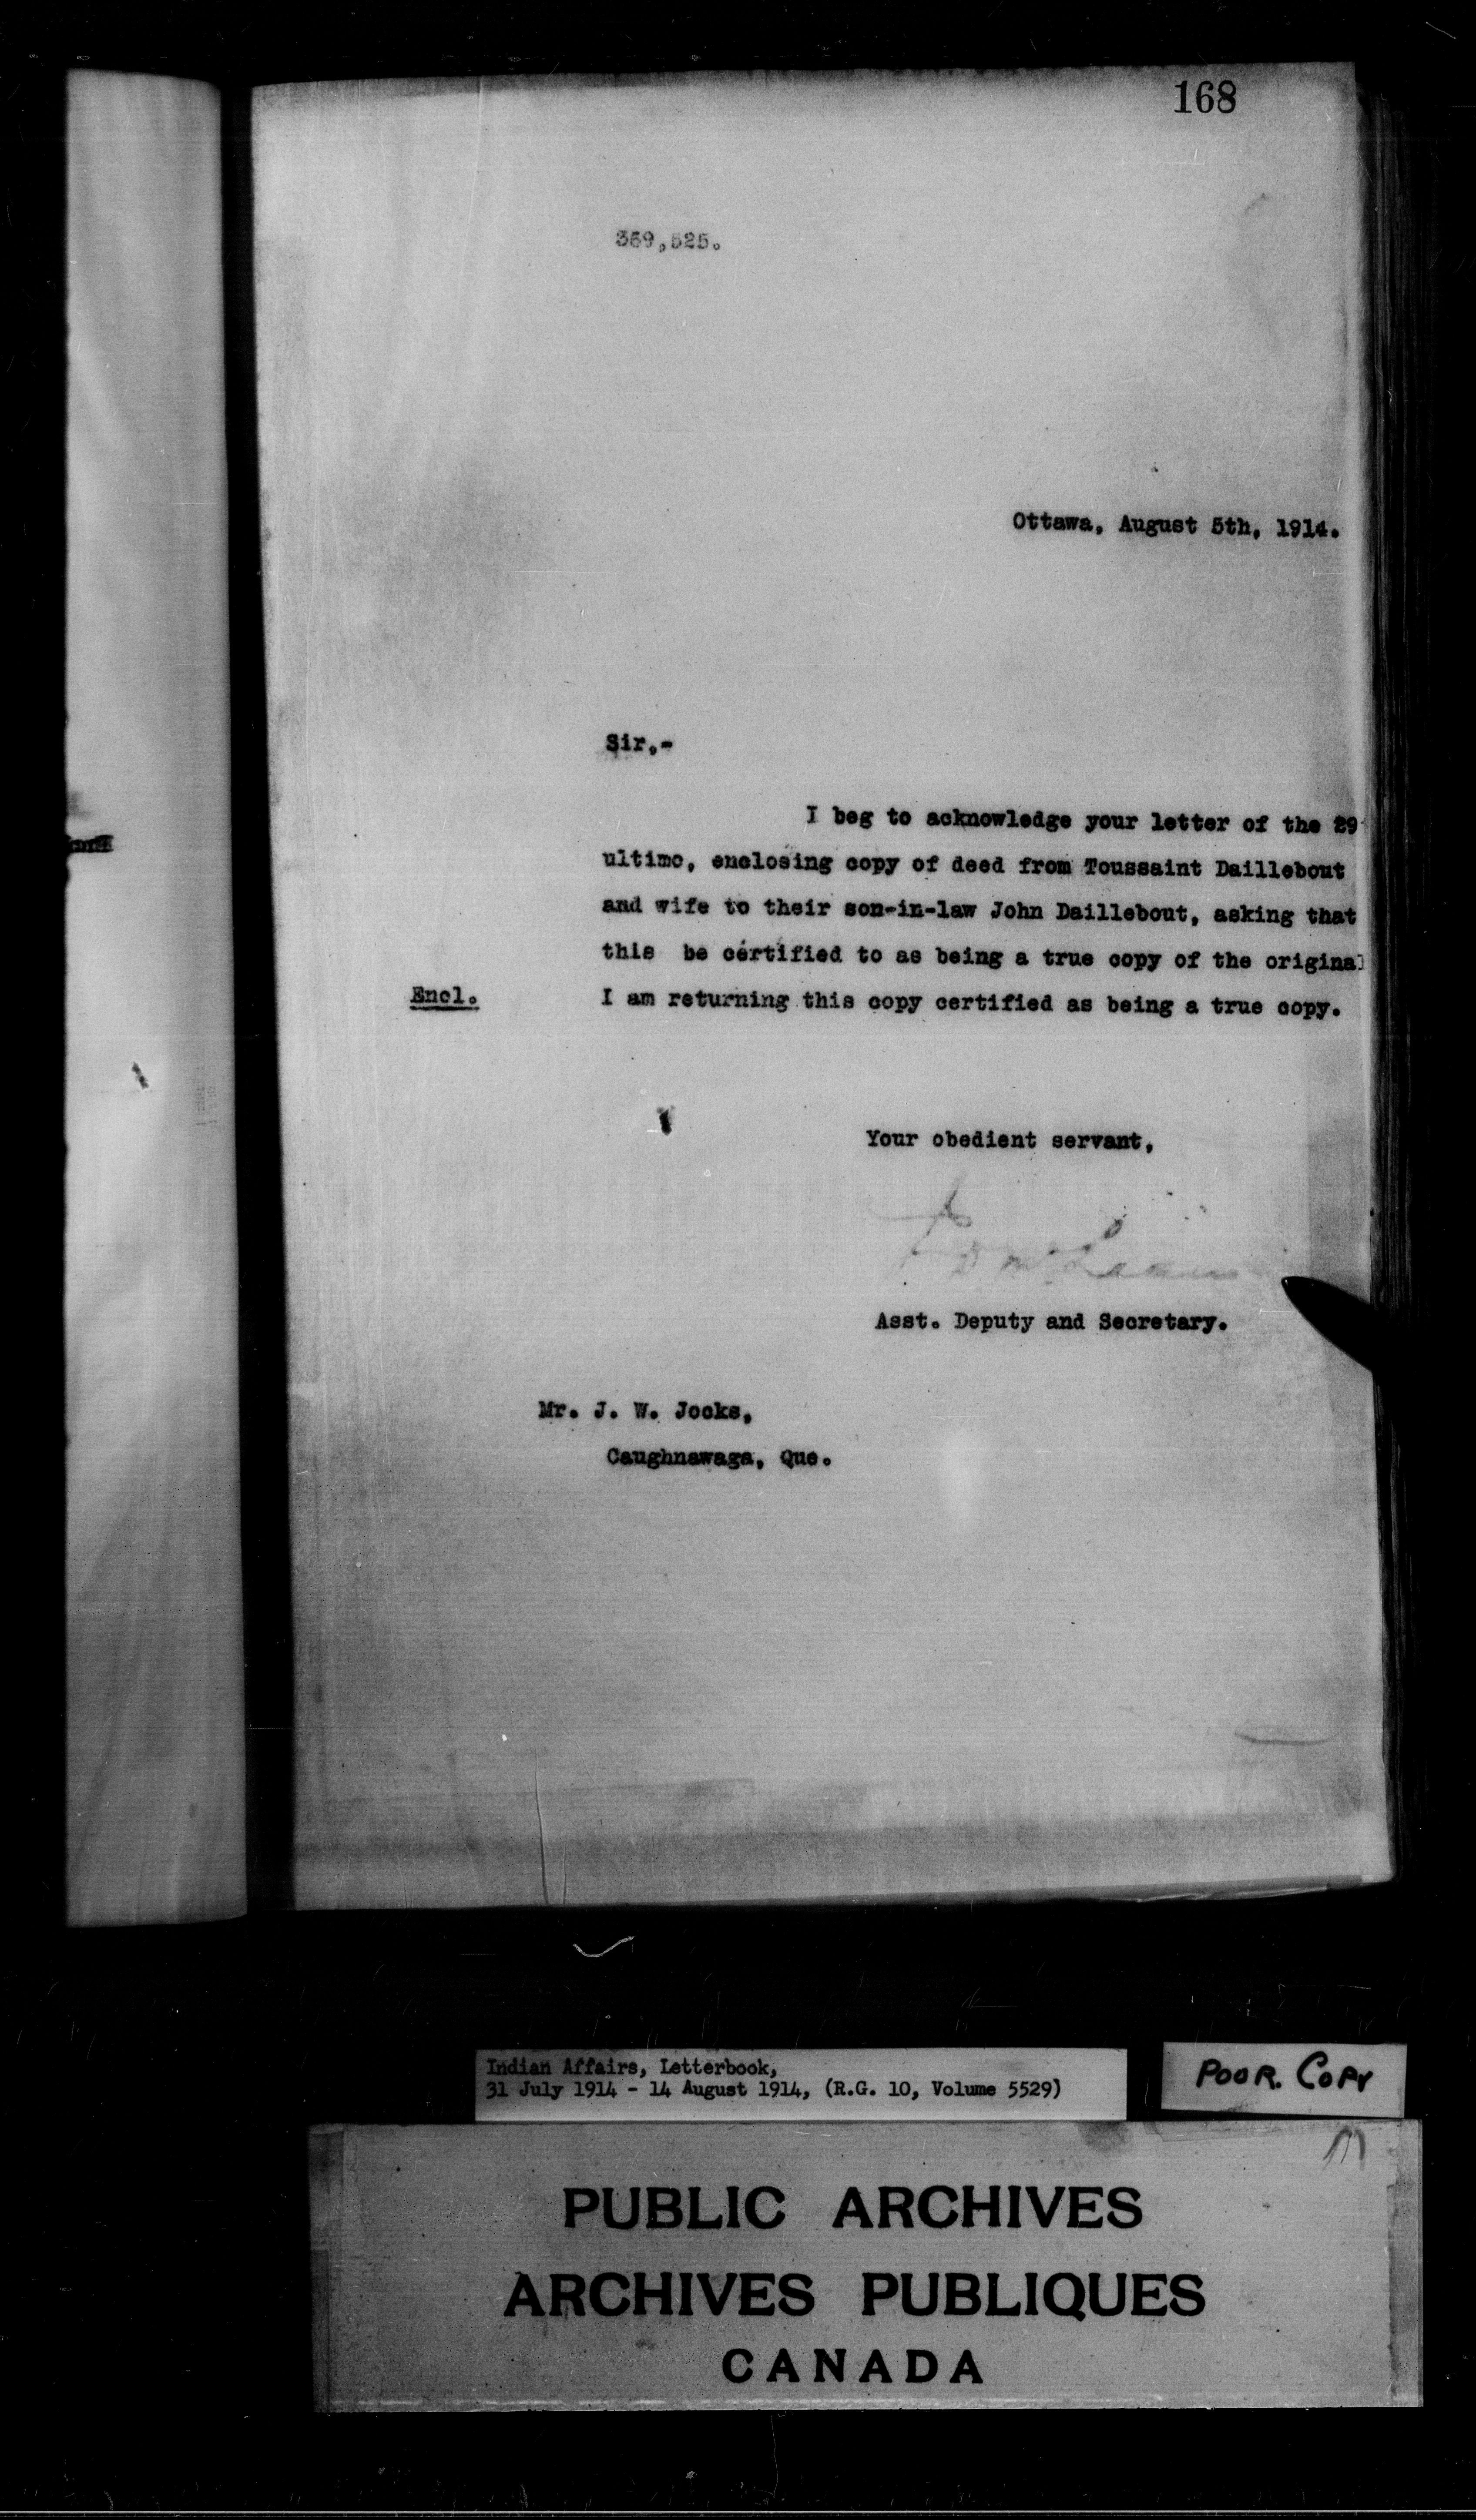 168
369,525.
Ottawa, August 5th, 1914.
Sir,-
I beg to acknowledge your letter of the 29
ultimo, enclosing copy of deed from Toussaint Daillebout
and wife to their son-in-law John Daillebout, asking that
this be certified to as being a true copy of the original
Encl. I am returning this copy certified as being a true copy.
Your obedient servant,
Asst. Deputy and Secretary.
Mr. J. W. Jocks,
Caughnawaga, Que.
Indian Affairs, Letterbook,
31 July 1914 - 14 August 1914, (R.G. 10, Volume 5529)
POOR. COPY
PUBLIC ARCHIVES
ARCHIVES PUBLIQUES
CANADA